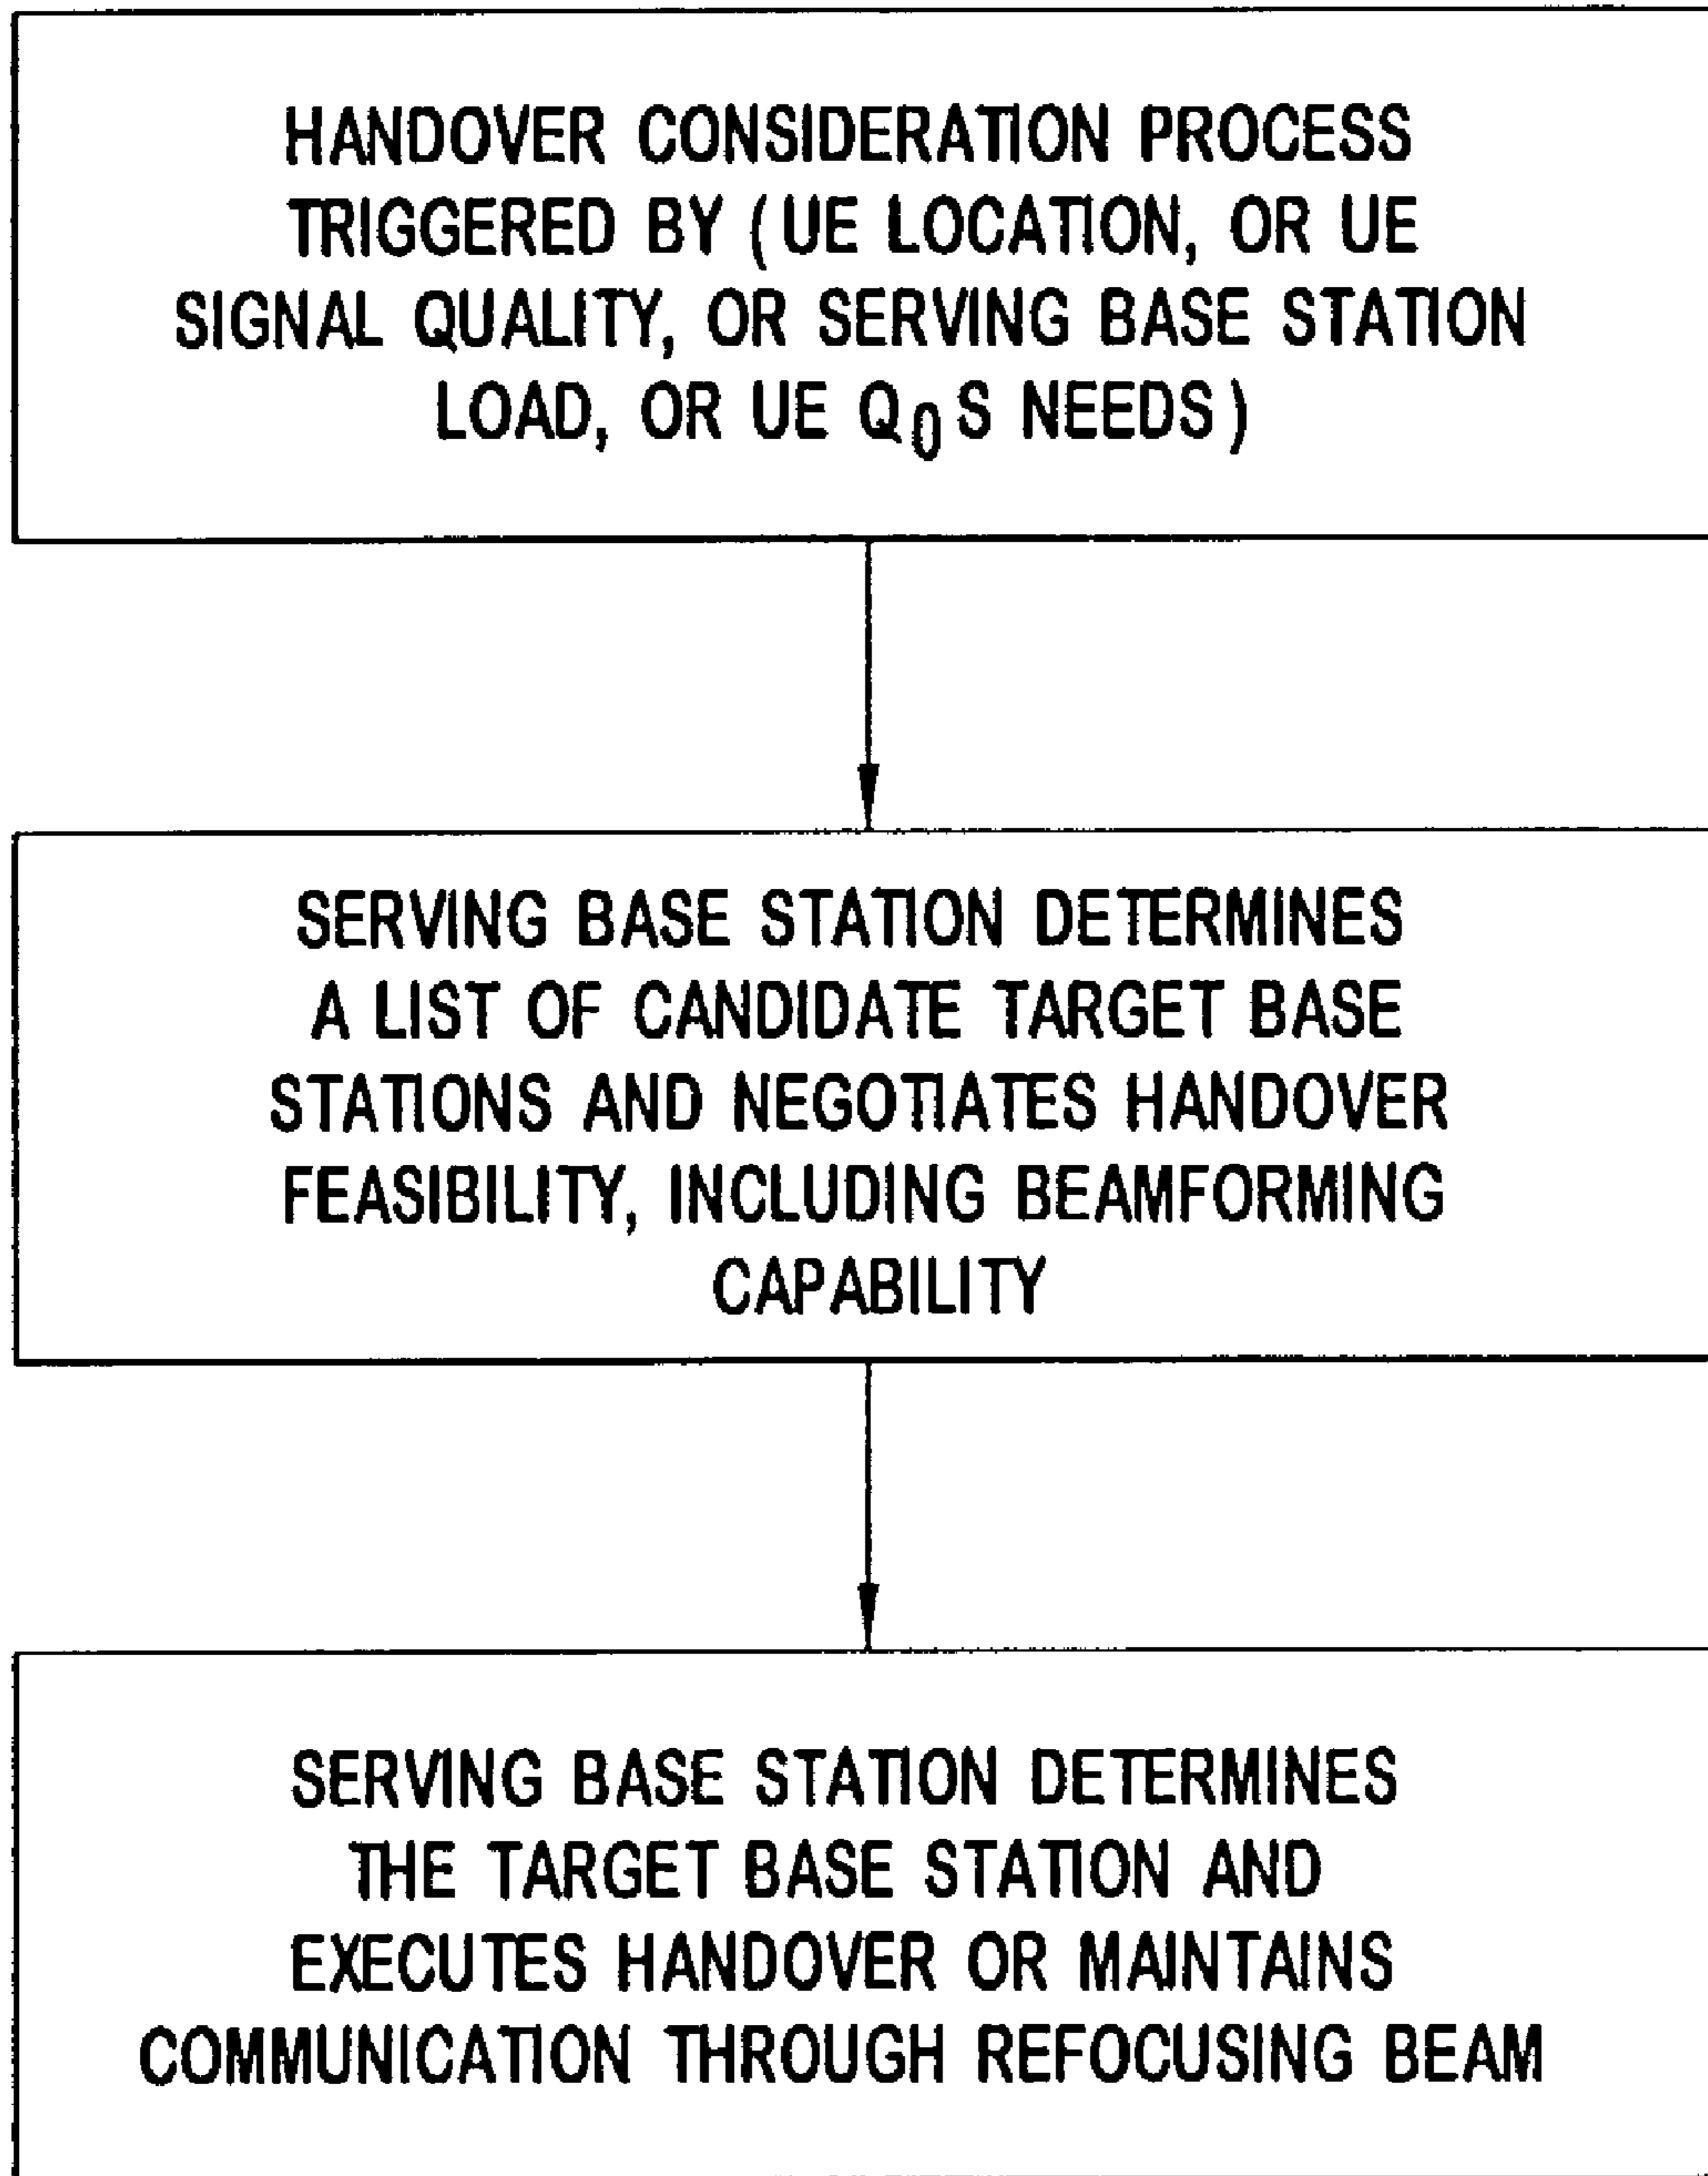 HANDOVER CONSIDERATION PROCESS
TRIGGERED BY (UE LOCATION, OR UE
SIGNAL QUALITY, OR SERVING BASE STATION
LOAD, OR UE Q0S NEEDS)
SERVING BASE STATION DETERMINES
A LIST OF CANDIDATE TARGET BASE
STATIONS AND NEGOTIATES HANDOVER
FEASIBILITY, INCLUDING BEAMFORMING
CAPABILITY
SERVING BASE STATION DETERMINES
THE TARGET BASE STATION AND
EXECUTES HANDOVER OR MAINTAINS
COMMUNICATION THROUGH REFOCUSING BEAM